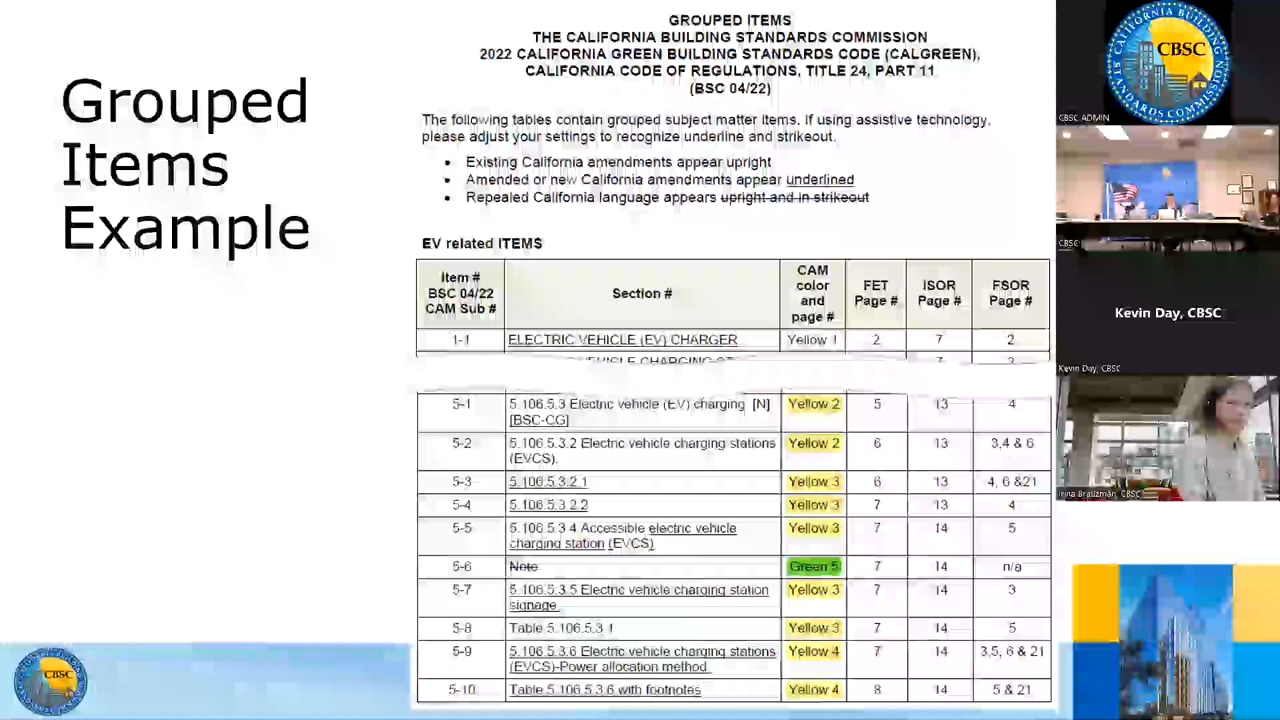 Grouped
Items
Example
GROUPED ITEMS
THE CALIFORNIA BUILDING STANDARDS COMMISSION
2022 CALIFORNIA GREEN BUILDING STANDARDS CODE (CALGREEN),
CALIFORNIA CODE OF REGULATIONS, TITLE 24, PART 11
(BSC 04/22)
The following tables contain grouped subject matter items. If using assistive technology,
please adjust your settings to recognize underline and strikeout.
• Existing California amendments appear upright
• Amended or new California amendments appear underlined
• Repealed California language appears upright and in strikeout
EV related ITEMS
Item # BSC 04/22 CAM Sub # Section # CAM color and page # FET Page # ISOR Page # FSOR Page #
1-1 ELECTRIC VEHICLE (EV) CHARGER Yellow 1 2 7 2
VEHICLE CHARGING ST 7 2
5-1 5.106.5.3 Electric vehicle (EV) charging [N] Yellow 2 5 13 4
[BSC-CG]
5-2 5.106.5.3.2 Electric vehicle charging stations Yellow 2 6 13 3,4 & 6
(EVCS).
5-3 5.106.5.3.2.1 Yellow 3 6 13 4, 6 &21
5-4 5.106.5.3.2.2 Yellow 3 7 13 4
5-5 5.106.5.3.4 Accessible electric vehicle Yellow 3 7 14 5
charging station (EVCS)
5-6 Note Green 5 7 14 n/a
5-7 5.106.5.3.5 Electric vehicle charging station Yellow 3 7 14 3
signage.
5-8 Table 5.106.5.3.1 Yellow 3 7 14 5
5-9 5.106.5.3.6 Electric vehicle charging stations Yellow 4 7 14 3,5, 6 & 21
(EVCS)-Power allocation method.
5-10 Table 5.106.5.3.6 with footnotes Yellow 4 8 14 5 & 21
CALIFORNIA BUILDING STANDARDS COMMISSION
CBSC
CBSC ADMIN
CBSC
Kevin Day, CBSC
Kevin Day, CBSC
Irina Brauzman, CBSC
CBSC